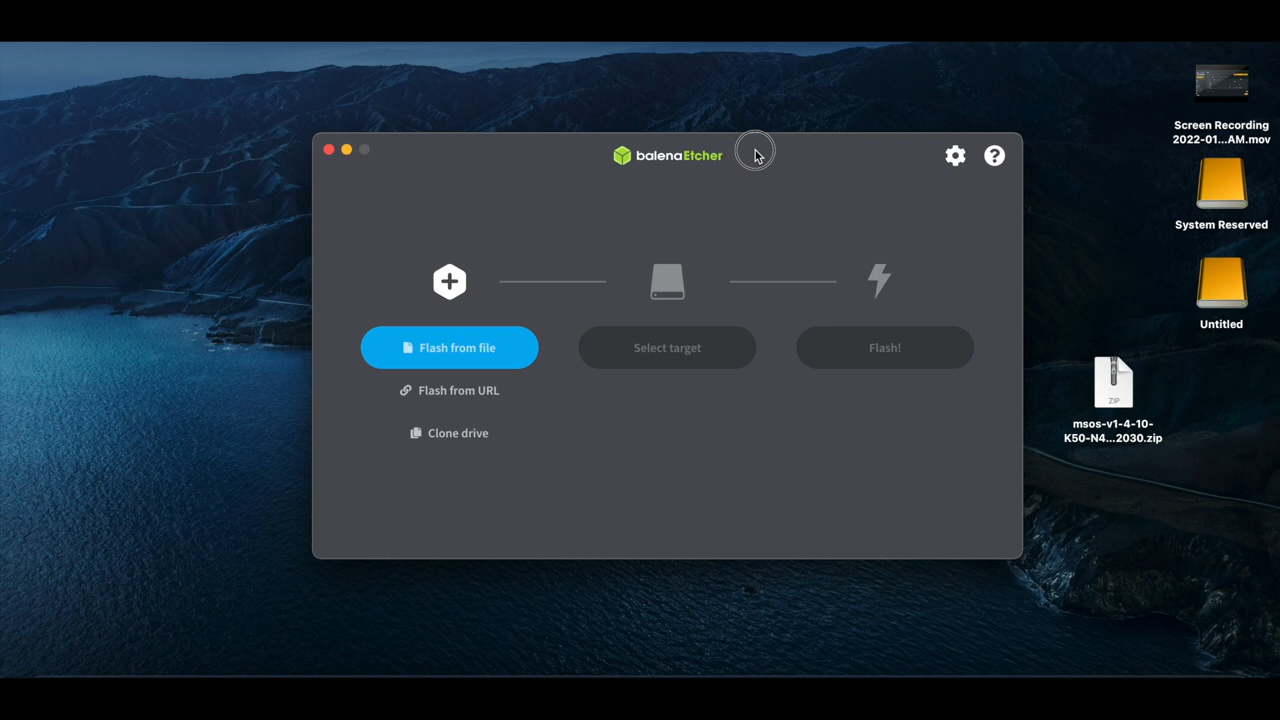 balenaEtcher
Flash from file
Select target
Flash!
Flash from URL
Clone drive
Screen Recording
2022-01...AM.mov
System Reserved
Untitled
ZIP
msos-v1-4-10-
K50-N4...2030.zip